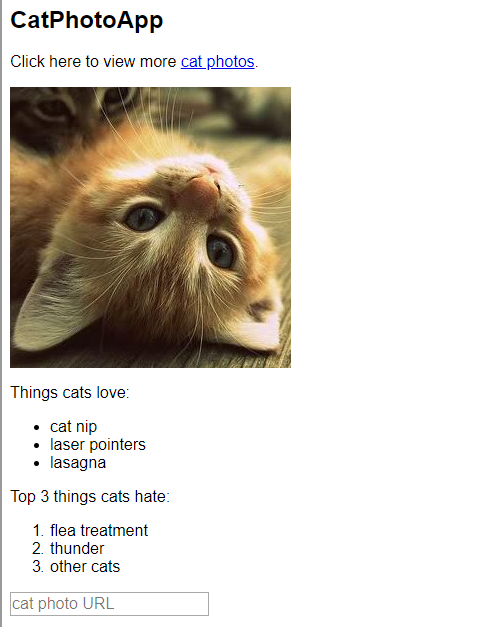 CatPhotoApp
Click here to view more cat photos.
Things cats love:
cat nip
laser pointers
lasagna
Top 3 things cats hate:
1. flea treatment
2. thunder
3. other cats
cat photo URL